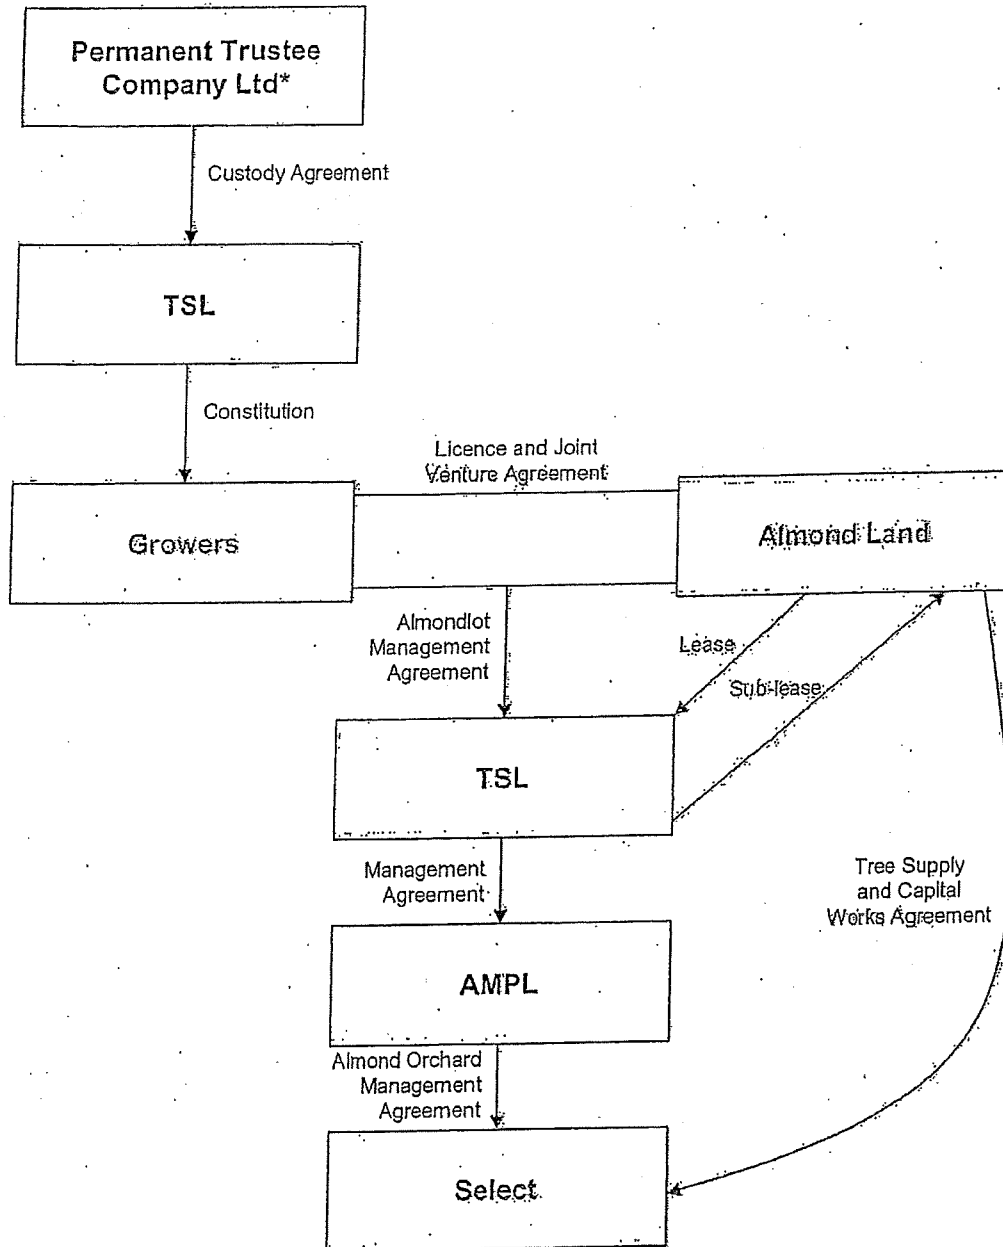 Permanent Trustee
Company Ltd*
Custody Agreement
TSL
Constitution
Licence and Joint
Venture Agreement
Growers
Almond Land
Almondlot
Management
Agreement
Lease
Sub-lease
TSL
Management
Agreement
Tree Supply
and Capital
Works Agreement
AMPL
Almond Orchard
Management
Agreement
Select